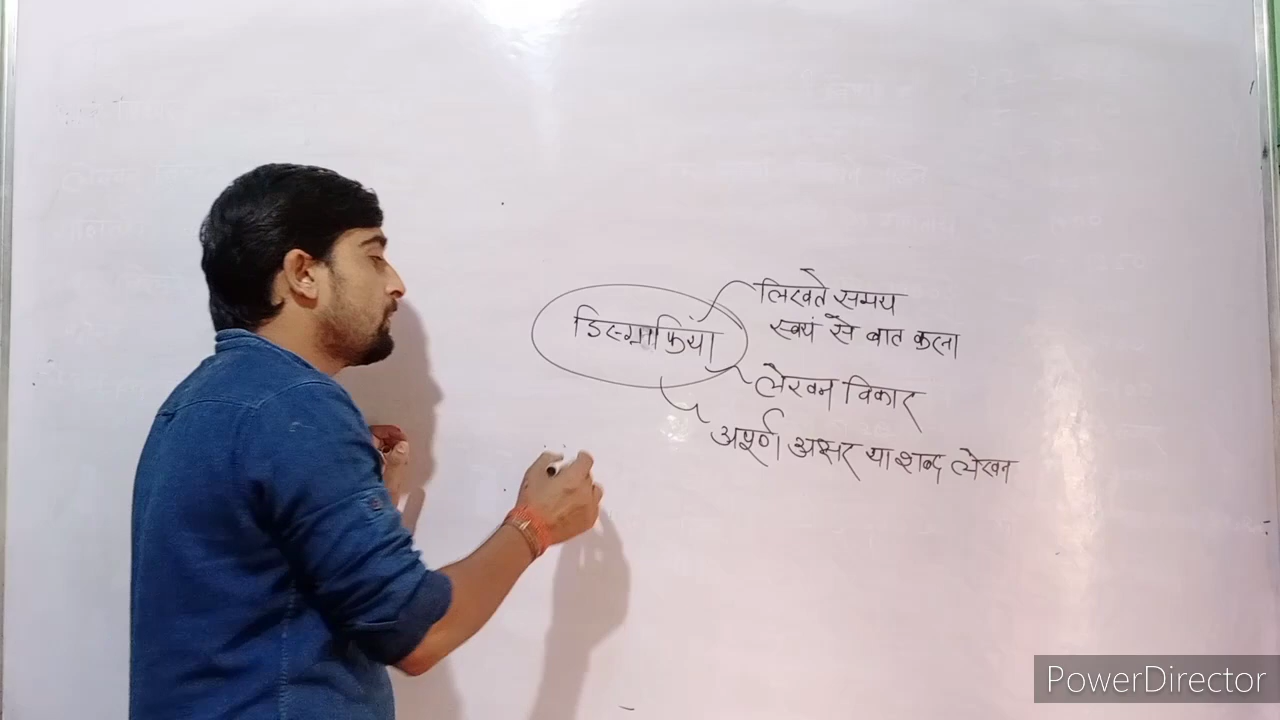 डिस्ग्राफिया
लिखते समय
स्वयं से बात करना
लेखन विकार
अपूर्ण अक्षर या शब्द लेखन
PowerDirector